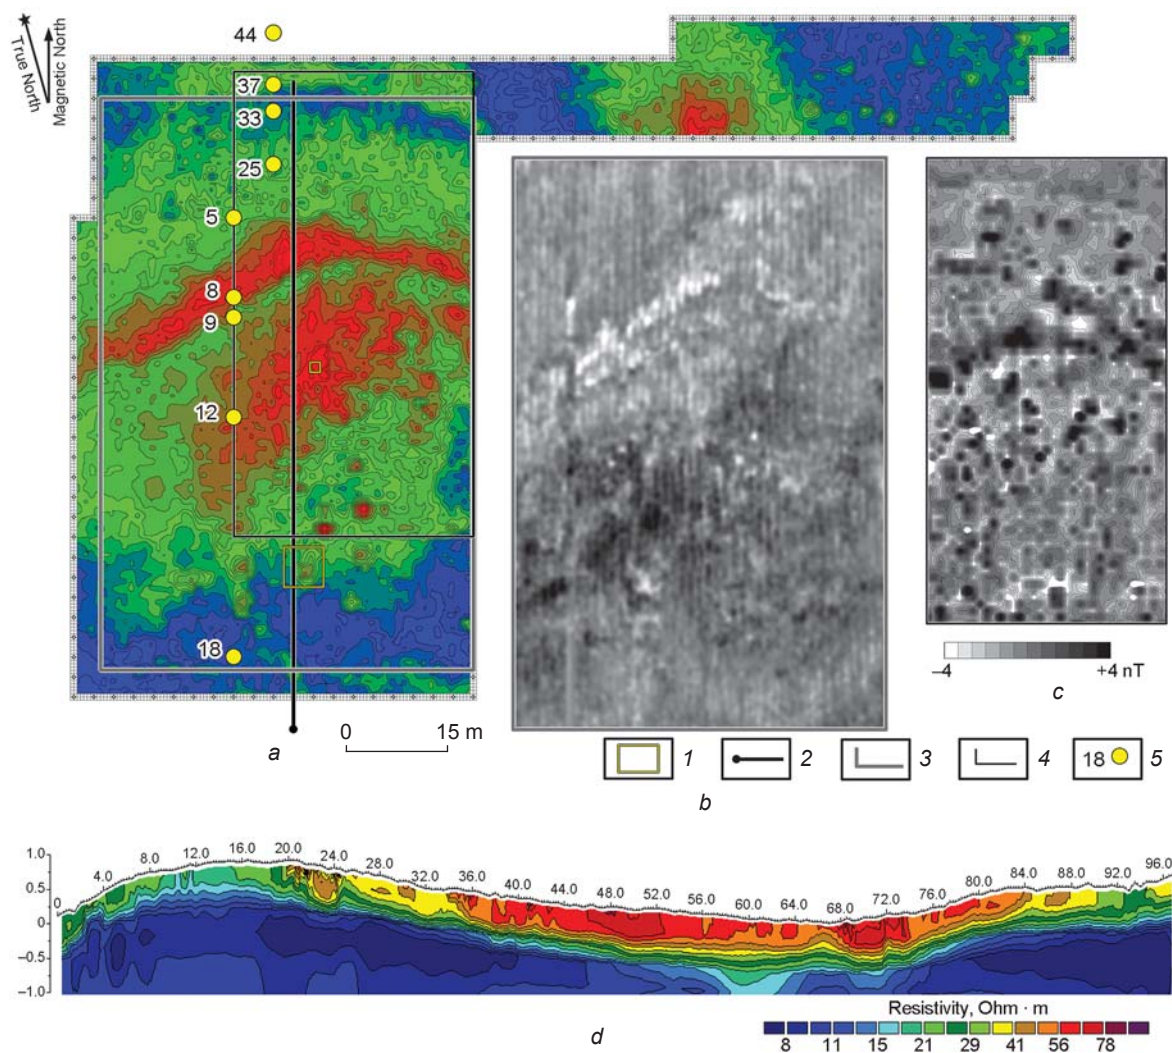 True North
Magnetic North
44
37
33
25
5
8
9
12
18
a
0 15 m
–4 +4 nT
c
1 2 3 4 18 5
b
1.0
0.5
0
–0.5
–1.0
0 4.0 8.0 12.0 16.0 20.0 24.0 28.0 32.0 36.0 40.0 44.0 48.0 52.0 56.0 60.0 64.0 68.0 72.0 76.0 80.0 84.0 88.0 92.0 96.0
d
Resistivity, Ohm · m
8 11 15 21 29 41 56 78